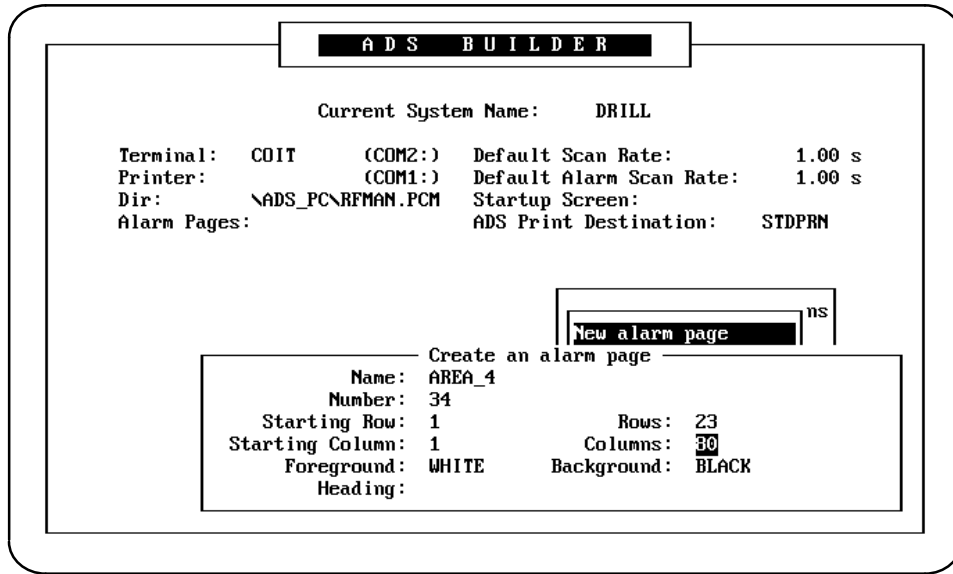 ADS BUILDER
Current System Name: DRILL
Terminal: COIT (COM2:) Default Scan Rate: 1.00 s
Printer: (COM1:) Default Alarm Scan Rate: 1.00 s
Dir: \ADS_PC\RFMAN.PCM Startup Screen:
Alarm Pages: ADS Print Destination: STDPRN
ns
New alarm page
Create an alarm page
Name: AREA_4
Number: 34
Starting Row: 1 Rows: 23
Starting Column: 1 Columns: 80
Foreground: WHITE Background: BLACK
Heading: